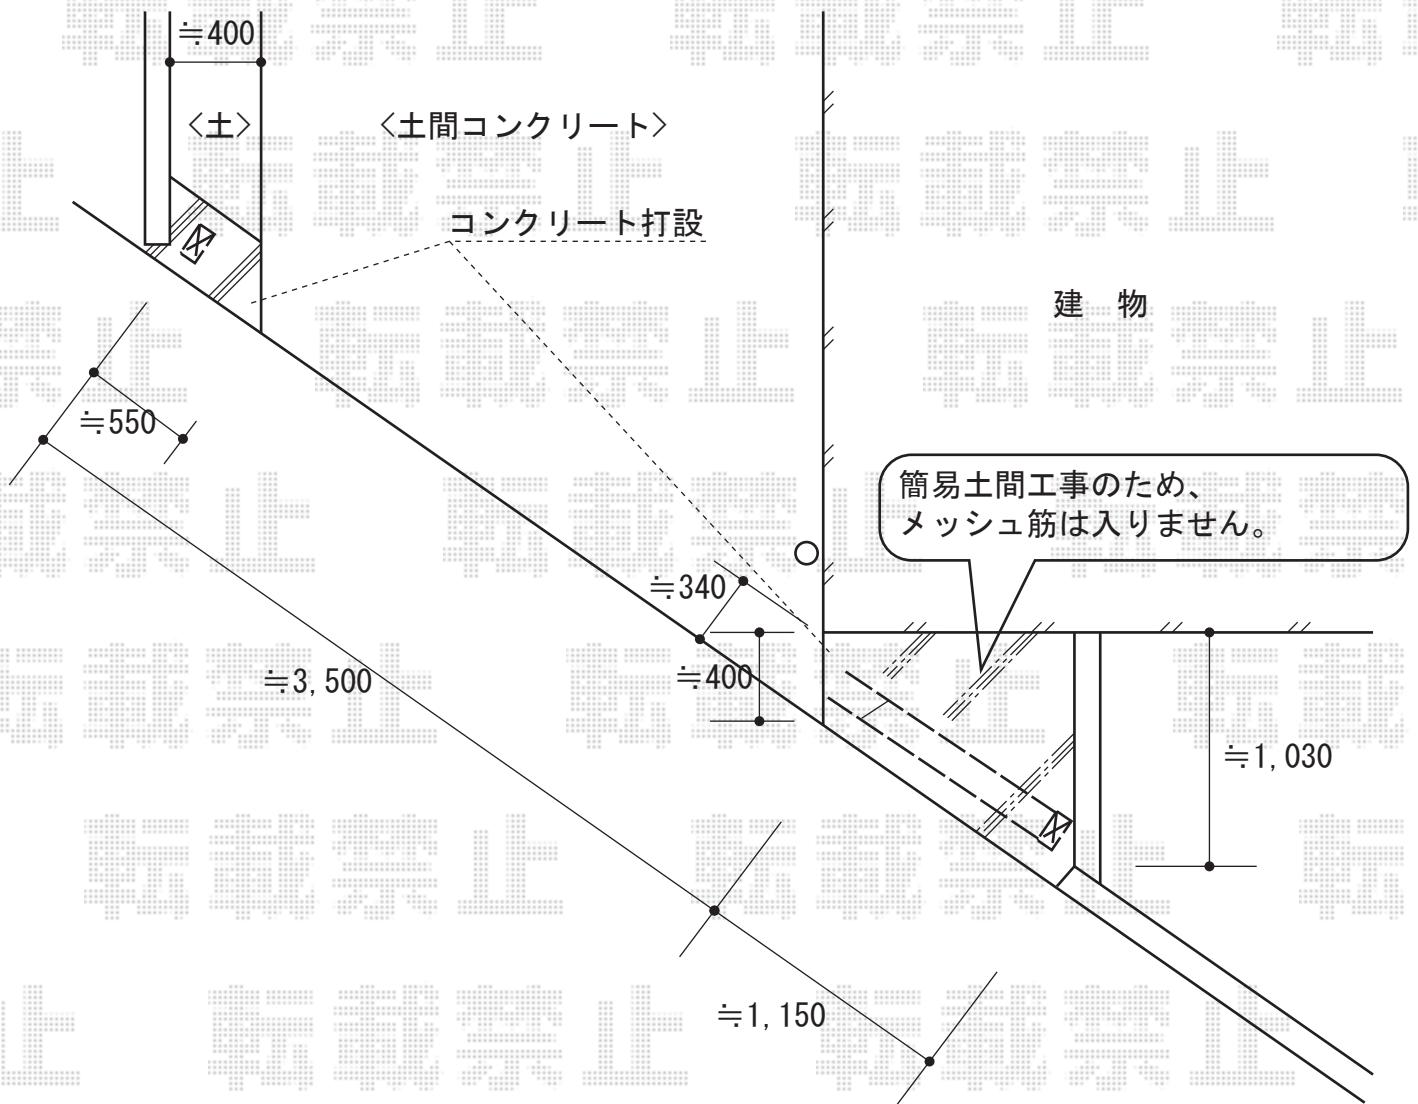 ≒400
〈土〉
〈土間コンクリート〉
コンクリート打設
建　物
≒550
簡易土間工事のため、
メッシュ筋は入りません。
≒340
≒400
≒3,500
≒1,030
≒1,150
転載禁止